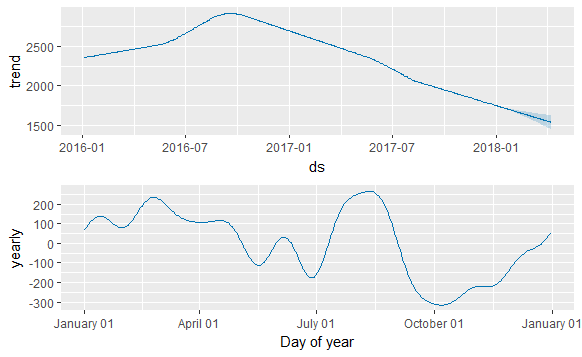 trend
2500
2000
1500
2016-01 2016-07 2017-01 2017-07 2018-01
ds
yearly
200
100
0
-100
-200
-300
January 01 April 01 July 01 October 01 January 01
Day of year